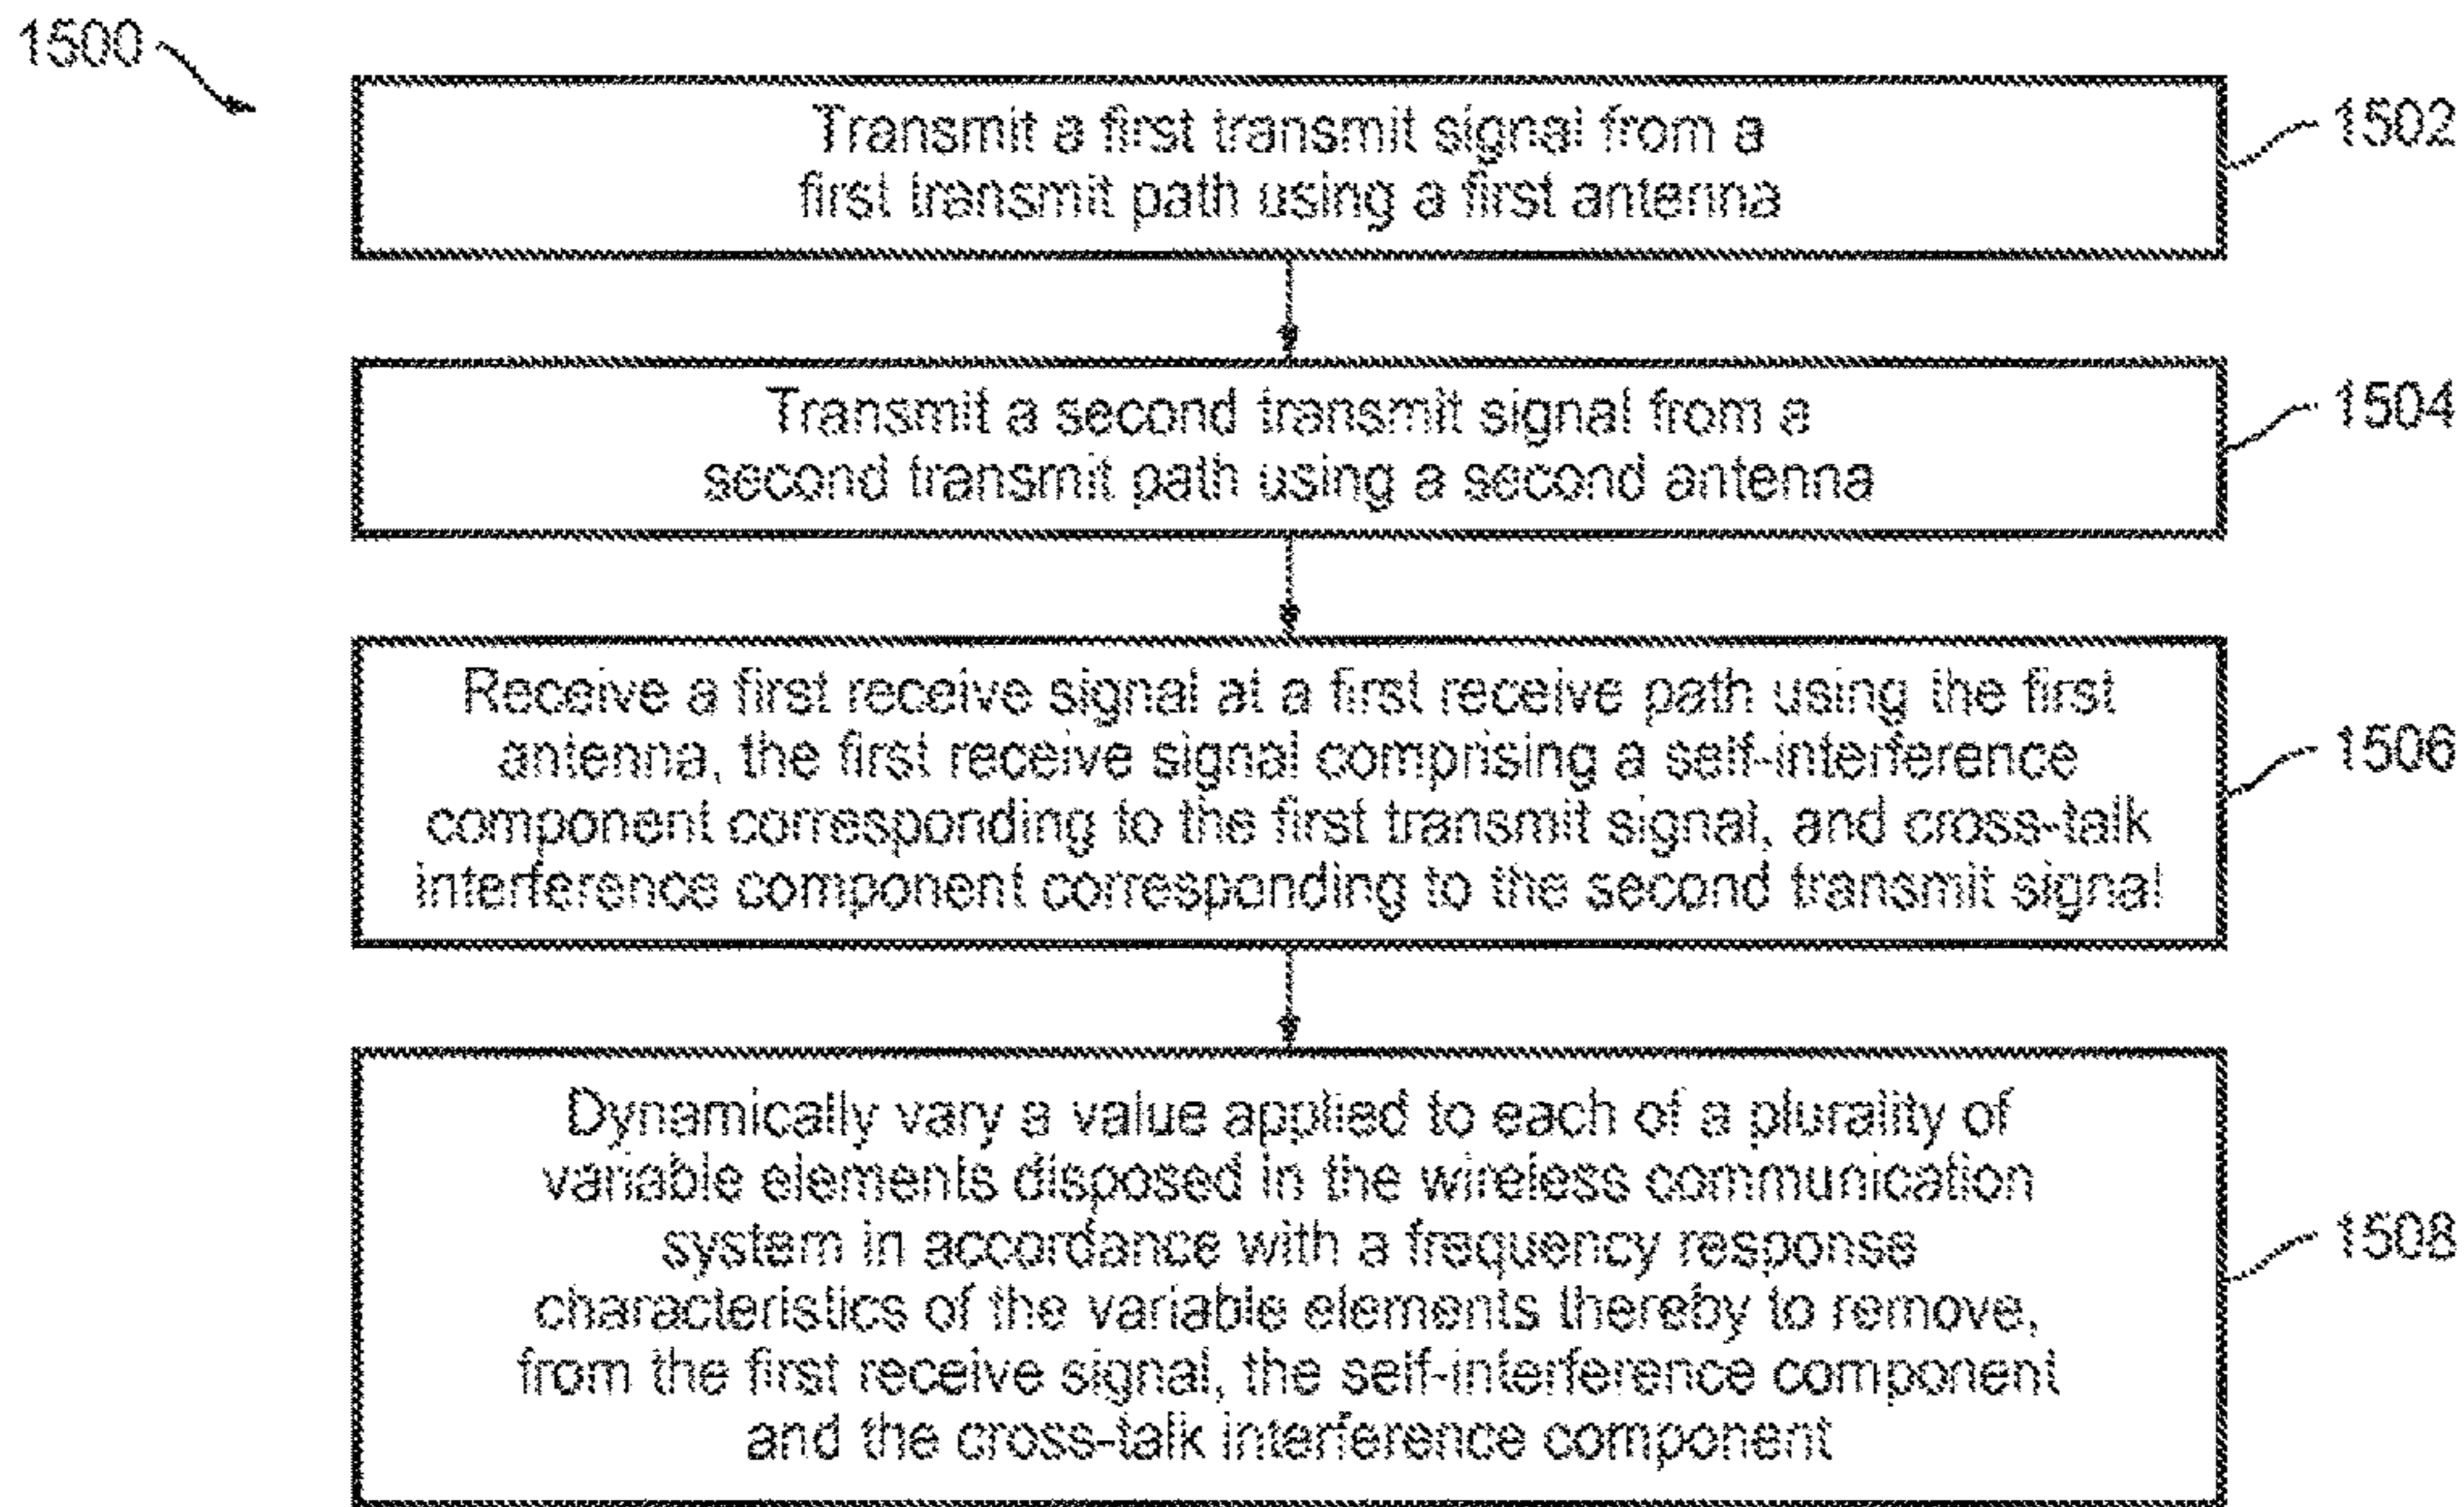 1500
Transmit a first transmit signal from a
first transmit path using a first antenna
1502
Transmit a second transmit signal from a
second transmit path using a second antenna
1504
Receive a first receive signal at a first receive path using the first
antenna, the first receive signal comprising a self-interference
component corresponding to the first transmit signal, and cross-talk
interference component corresponding to the second transmit signal
1506
Dynamically vary a value applied to each of a plurality of
variable elements disposed in the wireless communication
system in accordance with a frequency response
characteristics of the variable elements thereby to remove,
from the first receive signal, the self-interference component
and the cross-talk interference component
1508